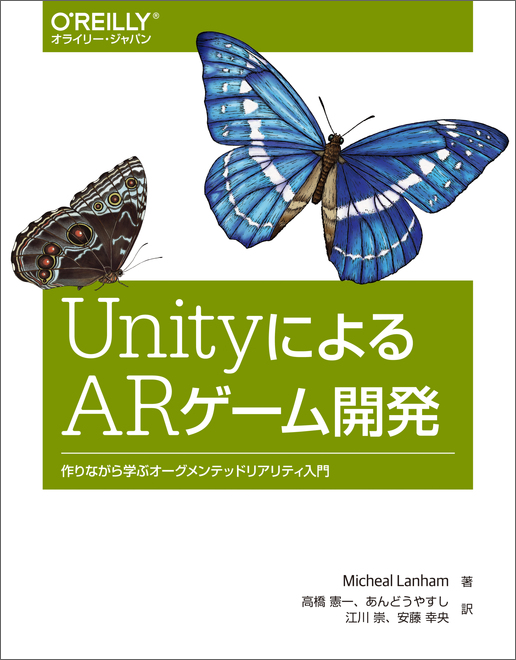 O'REILLY®
オライリー・ジャパン
Unityによる
ARゲーム開発
作りながら学ぶオーグメンテッドリアリティ入門
Micheal Lanham 著
高橋 憲一、あんどうやすし
江川 崇、安藤 幸央 訳